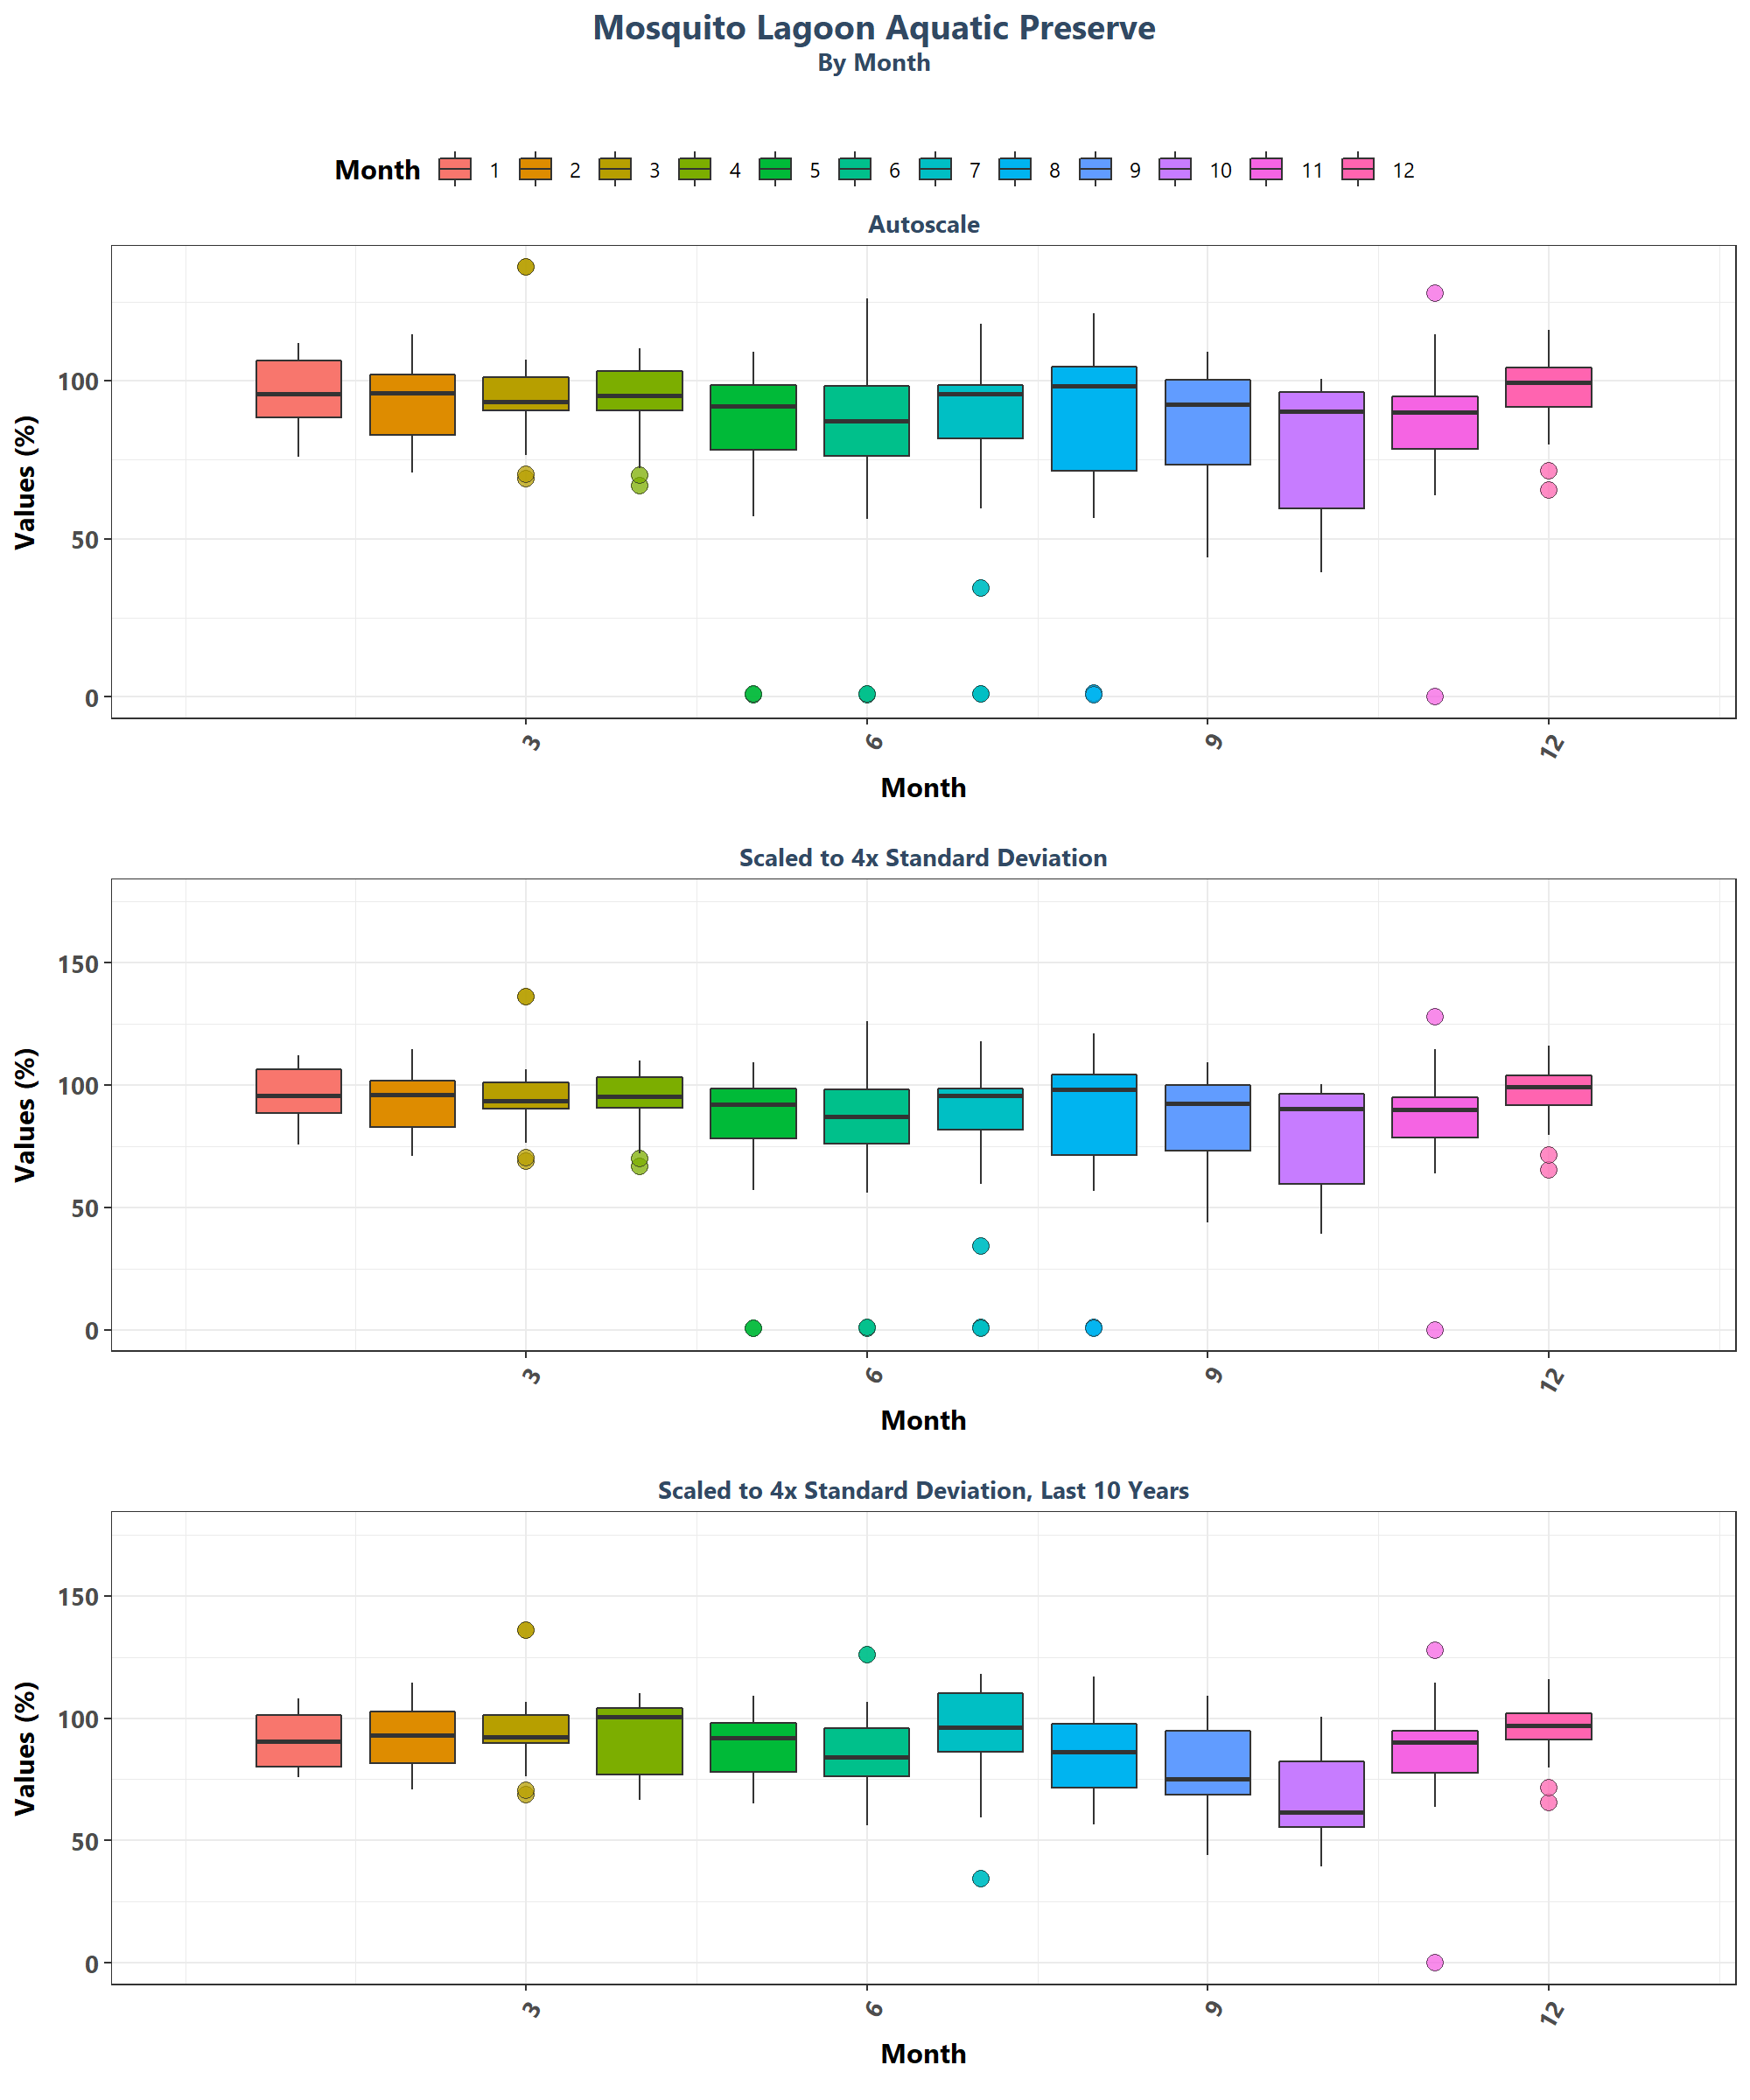 Mosquito Lagoon Aquatic Preserve
By Month
Month 1 2 3 4 5 6 7 8 9 10 11 12
Autoscale
Values (%)
100
50
0
3 6 9 12
Month
Scaled to 4x Standard Deviation
Values (%)
150
100
50
0
3 6 9 12
Month
Scaled to 4x Standard Deviation, Last 10 Years
Values (%)
150
100
50
0
3 6 9 12
Month